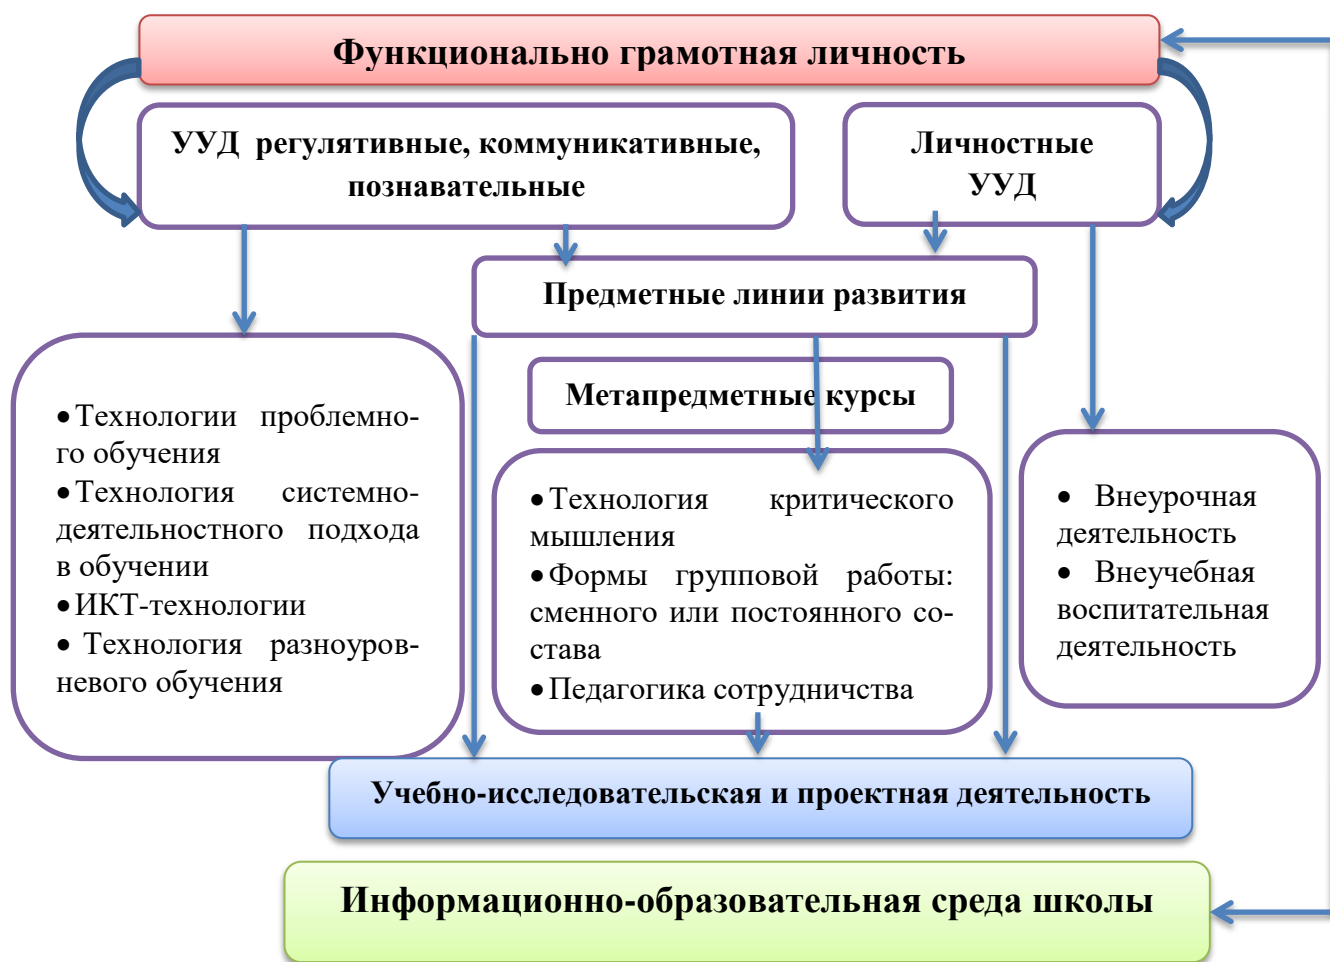 Функционально грамотная личность
УУД регулятивные, коммуникативные,
познавательные
Личностные
УУД
Предметные линии развития
Метапредметные курсы
•Технологии проблемно-
го обучения
•Технология системно-
деятельностного подхода
в обучении
•ИКТ-технологии
• Технология разноуров-
невого обучения
•Технология критического
мышления
•Формы групповой работы:
сменного или постоянного со-
става
•Педагогика сотрудничества
• Внеурочная
деятельность
• Внеучебная
воспитательная
деятельность
Учебно-исследовательская и проектная деятельность
Информационно-образовательная среда школы